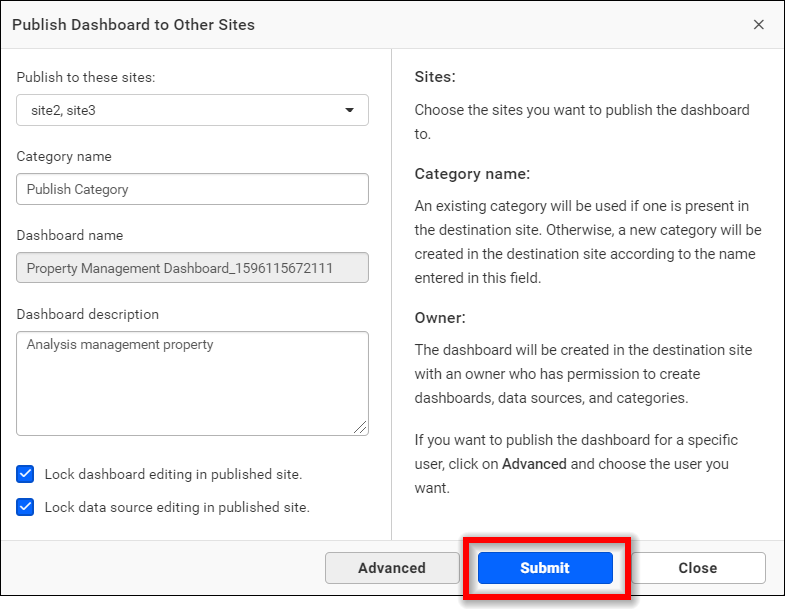 Publish Dashboard to Other Sites
Publish to these sites:
site2, site3
Category name
Publish Category
Dashboard name
Property Management Dashboard_1596115672111
Dashboard description
Analysis management property
Lock dashboard editing in published site.
Lock data source editing in published site.
Sites:
Choose the sites you want to publish the dashboard
to.
Category name:
An existing category will be used if one is present in
the destination site. Otherwise, a new category will be
created in the destination site according to the name
entered in this field.
Owner:
The dashboard will be created in the destination site
with an owner who has permission to create
dashboards, data sources, and categories.
If you want to publish the dashboard for a specific
user, click on Advanced and choose the user you
want.
Advanced
Submit
Close